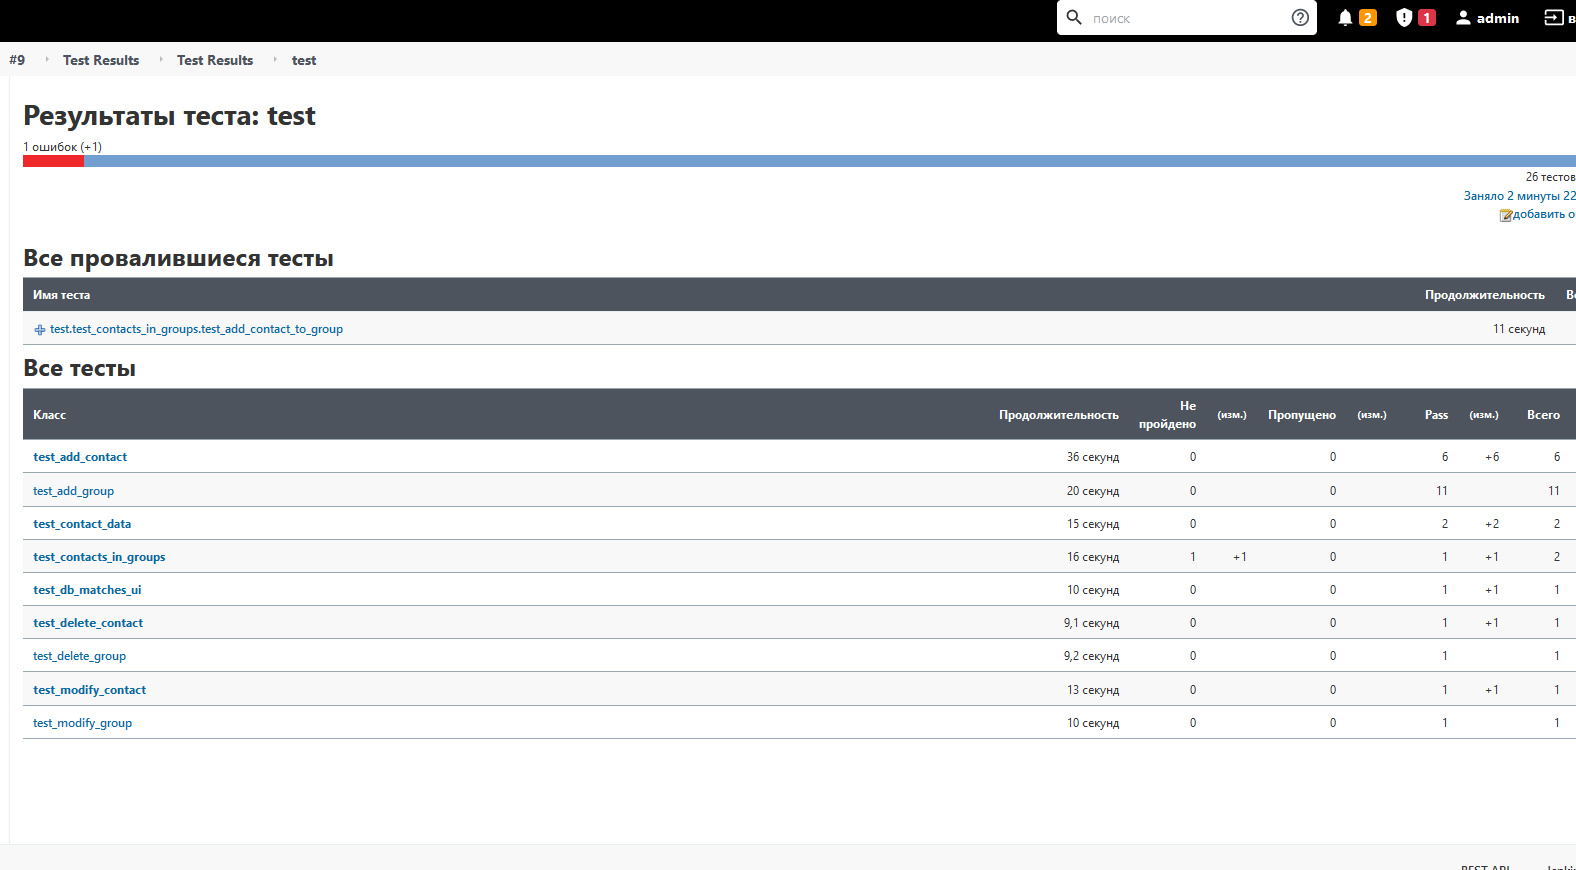 поиск 2 1 admin
#9 Test Results Test Results test
Результаты теста: test
1 ошибок (+1)
26 тестов
Заняло 2 минуты 22
добавить о
Все провалившиеся тесты
Имя теста Продолжительность
test.test_contacts_in_groups.test_add_contact_to_group 11 секунд
Все тесты
Класс Продолжительность Не пройдено (изм.) Пропущено (изм.) Pass (изм.) Всего
test_add_contact 36 секунд 0 0 6 +6 6
test_add_group 20 секунд 0 0 11 11
test_contact_data 15 секунд 0 0 2 +2 2
test_contacts_in_groups 16 секунд 1 +1 0 1 +1 2
test_db_matches_ui 10 секунд 0 0 1 +1 1
test_delete_contact 9,1 секунд 0 0 1 +1 1
test_delete_group 9,2 секунд 0 0 1 1
test_modify_contact 13 секунд 0 0 1 +1 1
test_modify_group 10 секунд 0 0 1 1
REST API